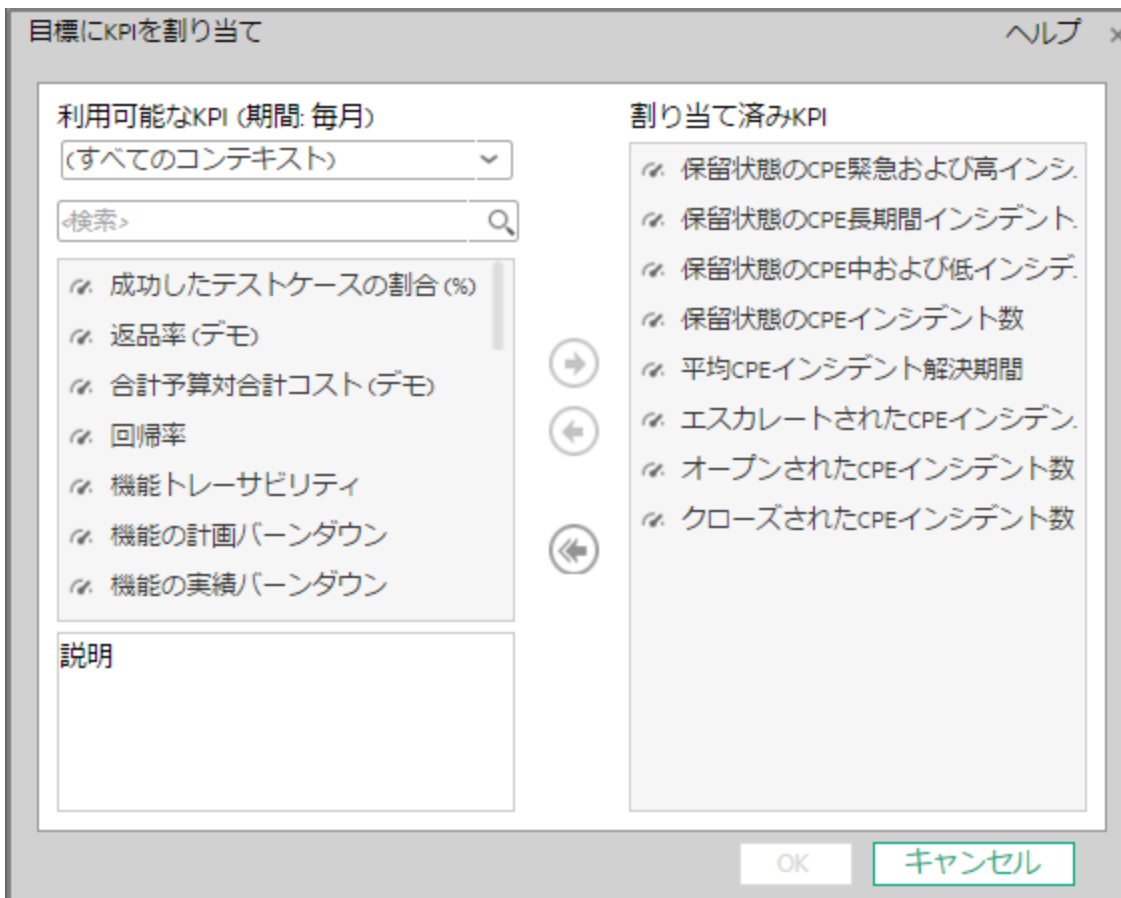 目標にKPIを割り当て
ヘルプ
利用可能なKPI (期間: 毎月)
(すべてのコンテキスト)
<検索>
成功したテストケースの割合 (%)
返品率 (デモ)
合計予算対合計コスト (デモ)
回帰率
機能トレーサビリティ
機能の計画バーンダウン
機能の実績バーンダウン
説明
割り当て済みKPI
保留状態のCPE緊急および高インシ...
保留状態のCPE長期間インシデント...
保留状態のCPE中および低インシデ...
保留状態のCPEインシデント数
平均CPEインシデント解決期間
エスカレートされたCPEインシデン...
オープンされたCPEインシデント数
クローズされたCPEインシデント数
OK
キャンセル